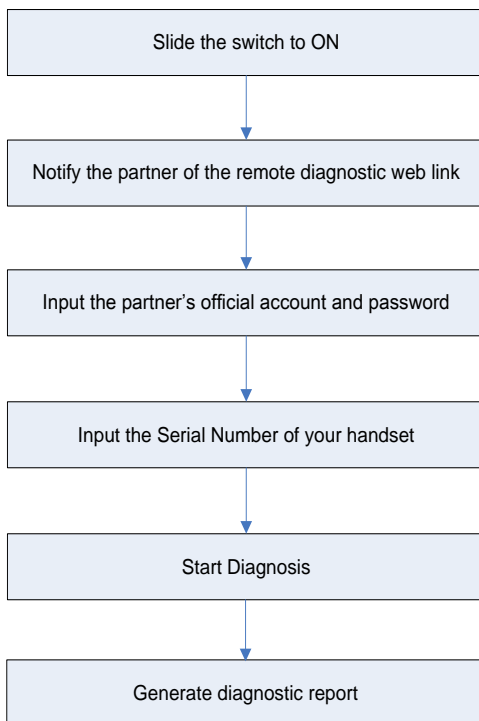 Slide the switch to ON
Notify the partner of the remote diagnostic web link
Input the partner’s official account and password
Input the Serial Number of your handset
Start Diagnosis
Generate diagnostic report